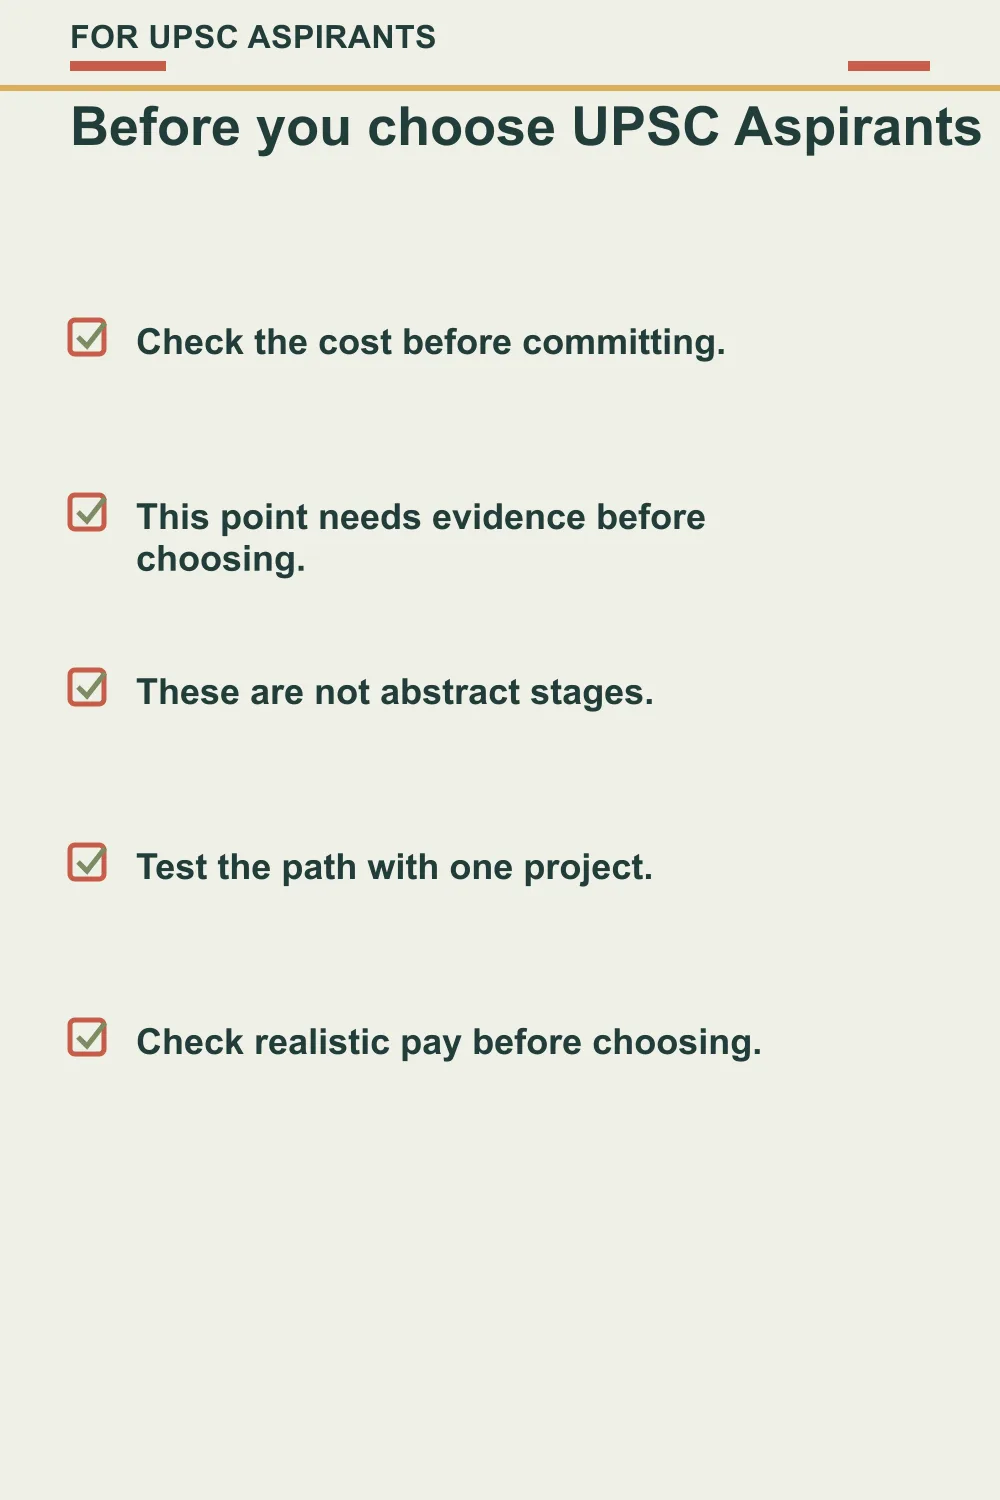 FOR UPSC ASPIRANTS
Before you choose UPSC Aspirants
Check the cost before committing.
This point needs evidence before
choosing.
These are not abstract stages.
Test the path with one project.
Check realistic pay before choosing.